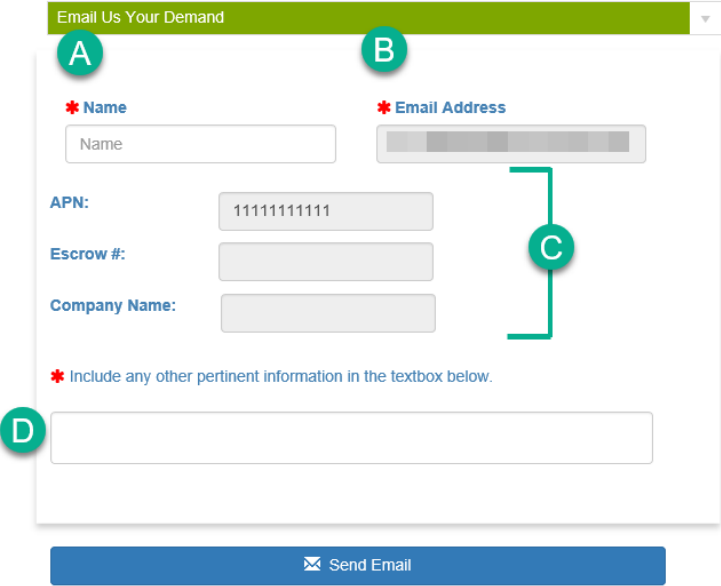 Email Us Your Demand
A
B
✱ Name
✱ Email Address
Name
APN:
11111111111
Escrow #:
C
Company Name:
✱ Include any other pertinent information in the textbox below.
D
Send Email